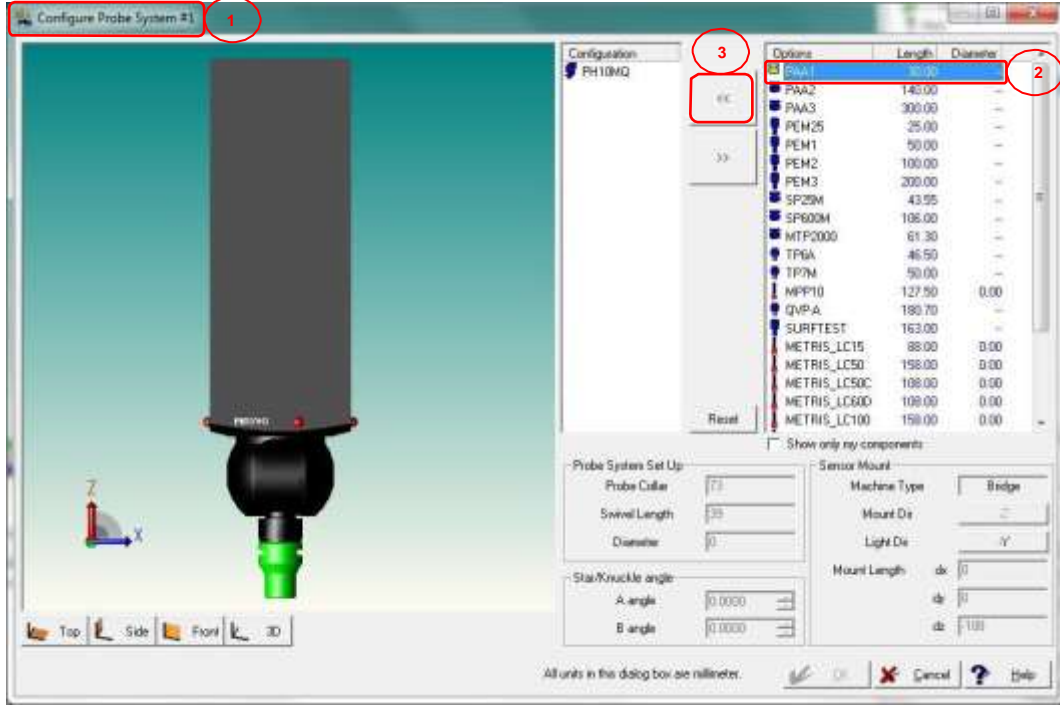 Configure Probe System #1
1
Configuration
PH10MQ
3
<<
>>
Reset
Options Length Diameter
2
PAA1 30.00 --
PAA2 140.00 --
PAA3 300.00 --
PEM25 25.00 --
PEM1 50.00 --
PEM2 100.00 --
PEM3 200.00 --
SP25M 43.55 --
SP600M 106.00 --
MTP2000 61.30 --
TP6A 46.50 --
TP7M 50.00 --
MPP10 127.50 0.00
QVP-A 180.70 --
SURFTEST 163.00 --
METRIS_LC15 88.00 0.00
METRIS_LC50 158.00 0.00
METRIS_LC50C 108.00 0.00
METRIS_LC60D 108.00 0.00
METRIS_LC100 158.00 0.00
Show only my components
Z
X
Top Side Front 3D
Probe System Set Up
Probe Collar 73
Swivel Length 39
Diameter 0
Star/Knuckle angle
A angle 0.0000
B angle 0.0000
Sensor Mount
Machine Type Bridge
Mount Dir -Z
Light Dir -Y
Mount Length dx 0
dy 0
dz -100
All units in this dialog box are millimeter.
OK Cancel Help